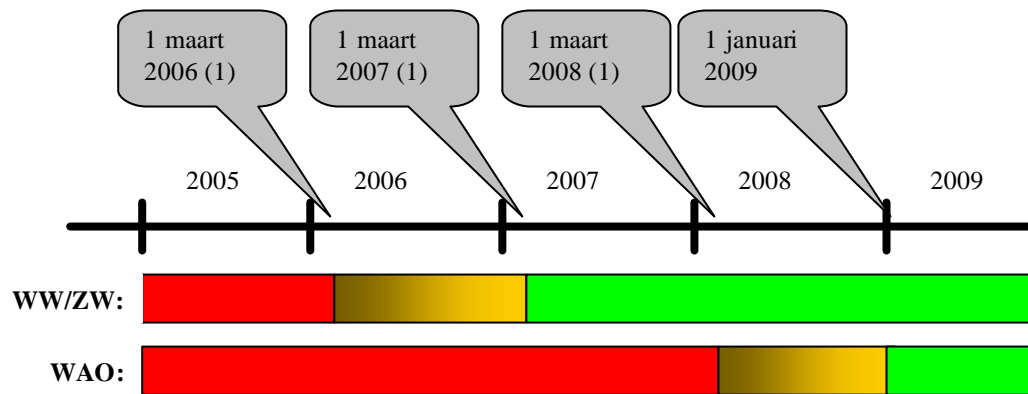 1 maart
2006 (1)
1 maart
2007 (1)
1 maart
2008 (1)
1 januari
2009
2005 2006 2007 2008 2009
WW/ZW:
WAO: